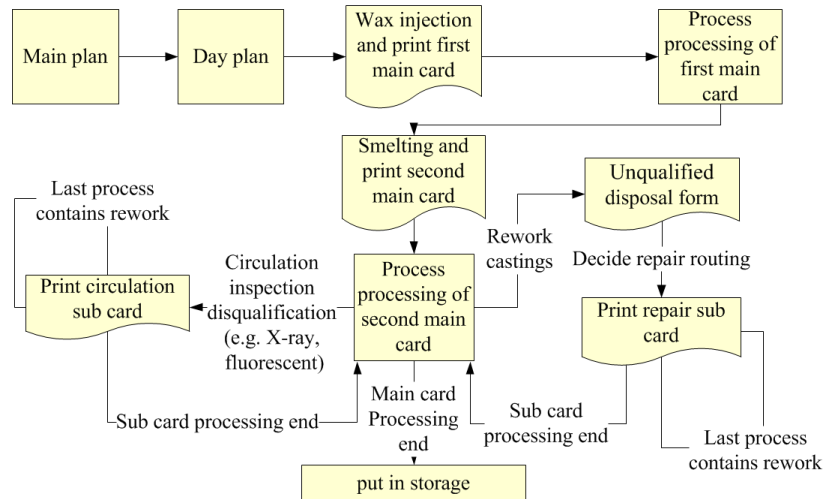 Main plan
Day plan
Wax injection
and print first
main card
Process
processing of
first main
card
Smelting and
print second
main card
Unqualified
disposal form
Last process
contains rework
Rework
castings
Decide repair routing
Circulation
inspection
disqualification
(e.g. X-ray,
fluorescent)
Process
processing of
second main
card
Print circulation
sub card
Print repair sub
card
Main card
Processing
end
Sub card processing end
Sub card
processing end
Last process
contains rework
put in storage